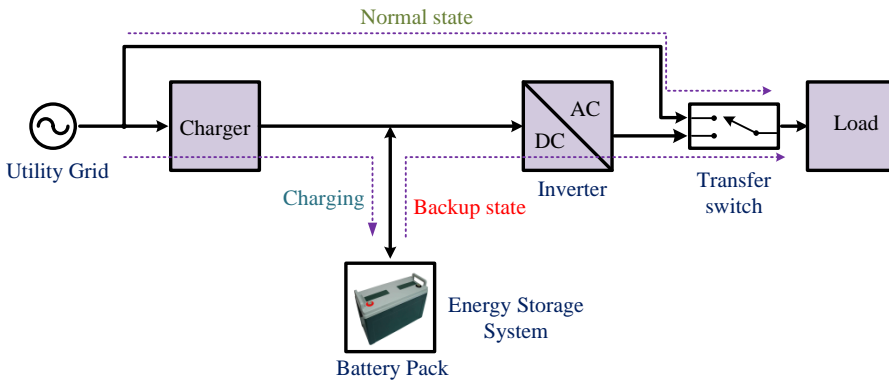 Normal state
Charger
AC
DC
Load
Utility Grid
Inverter
Transfer
switch
Charging
Backup state
Energy Storage
System
Battery Pack